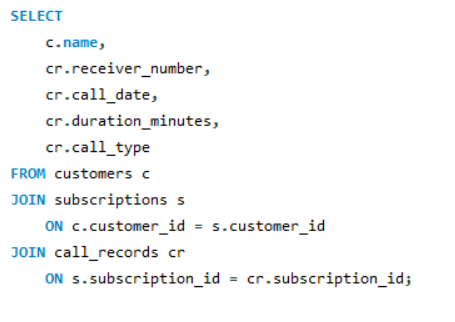 SELECT
    c.name,
    cr.receiver_number,
    cr.call_date,
    cr.duration_minutes,
    cr.call_type
FROM customers c
JOIN subscriptions s
    ON c.customer_id = s.customer_id
JOIN call_records cr
    ON s.subscription_id = cr.subscription_id;